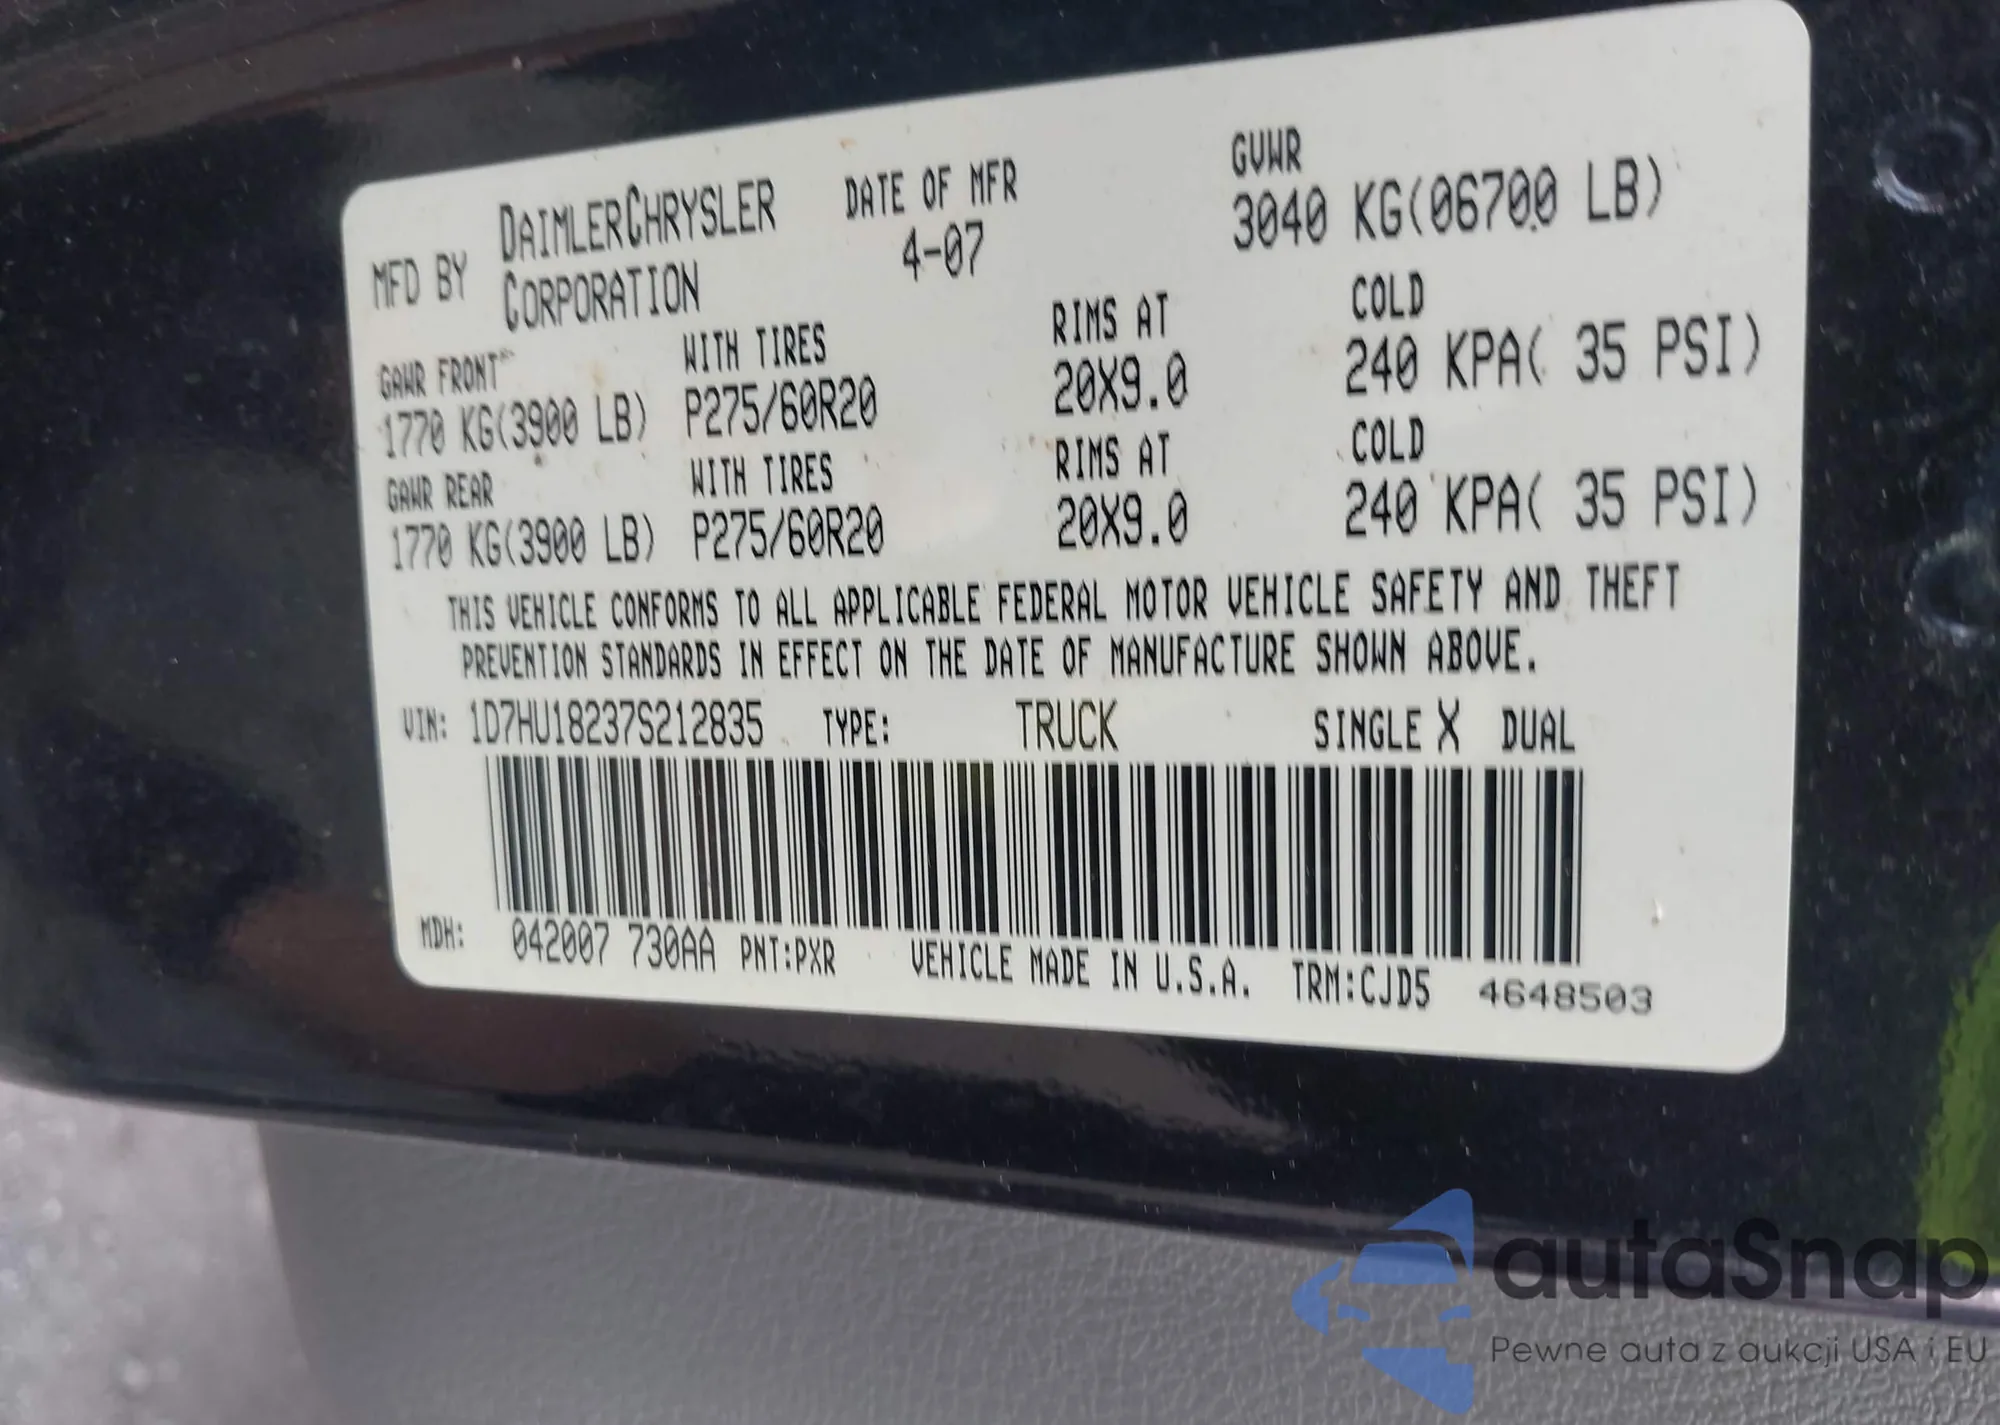 MFD BY DAIMLERCHRYSLER CORPORATION DATE OF MFR 4-07 GVWR 3040 KG(06700 LB)
GAWR FRONT WITH TIRES RIMS AT COLD
1770 KG(3900 LB) P275/60R20 20X9.0 240 KPA( 35 PSI)
GAWR REAR WITH TIRES RIMS AT COLD
1770 KG(3900 LB) P275/60R20 20X9.0 240 KPA( 35 PSI)
THIS VEHICLE CONFORMS TO ALL APPLICABLE FEDERAL MOTOR VEHICLE SAFETY AND THEFT
PREVENTION STANDARDS IN EFFECT ON THE DATE OF MANUFACTURE SHOWN ABOVE.
VIN: 1D7HU18237S212835 TYPE: TRUCK SINGLE X DUAL
MDH: 042007 730AA PNT:PXR VEHICLE MADE IN U.S.A. TRM:CJD5 4648503
autaSnap
Pewne auta z aukcji USA i EU